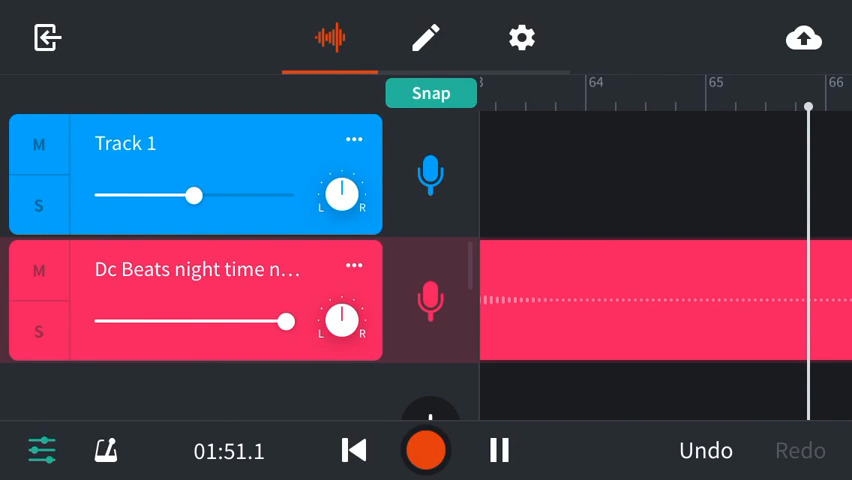 Snap
64
65
66
M
Track 1
S
L
R
M
Dc Beats night time n...
S
L
R
01:51.1
Undo
Redo